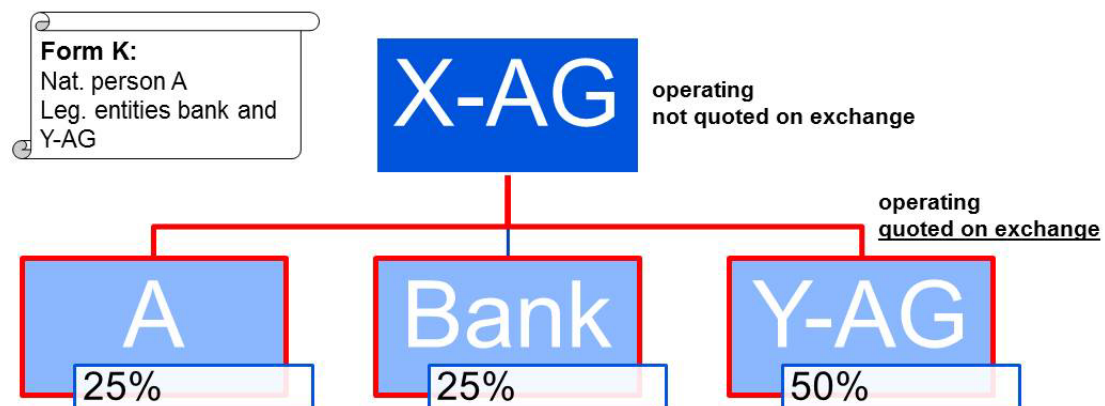 Form K:
Nat. person A
Leg. entities bank and
Y-AG
X-AG
operating
not quoted on exchange
operating
quoted on exchange
A
Bank
Y-AG
25%
25%
50%